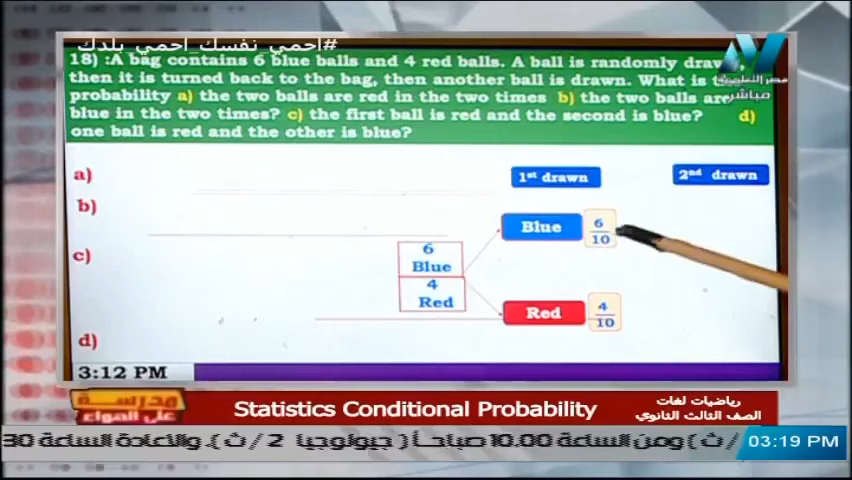 #احمي نفسك_احمي بلدك
18) :A bag contains 6 blue balls and 4 red balls. A ball is randomly draw
then it is turned back to the bag, then another ball is drawn. What is t
probability a) the two balls are red in the two times b) the two balls are
blue in the two times? c) the first ball is red and the second is blue? d)
one ball is red and the other is blue?
مصر التعليمية
مباشر
a)
1st drawn
2nd drawn
b)
Blue
6/10
c)
6
Blue
4
Red
Red
4/10
d)
3:12 PM
مدرسة
على الهواء
Statistics Conditional Probability
رياضيات لغات
الصف الثالث الثانوي
/ث) ومن الساعة 10.00 صباحـاً ( جيولوجيا 2 /ث ). والاعادة الساعة 30
03:19 PM